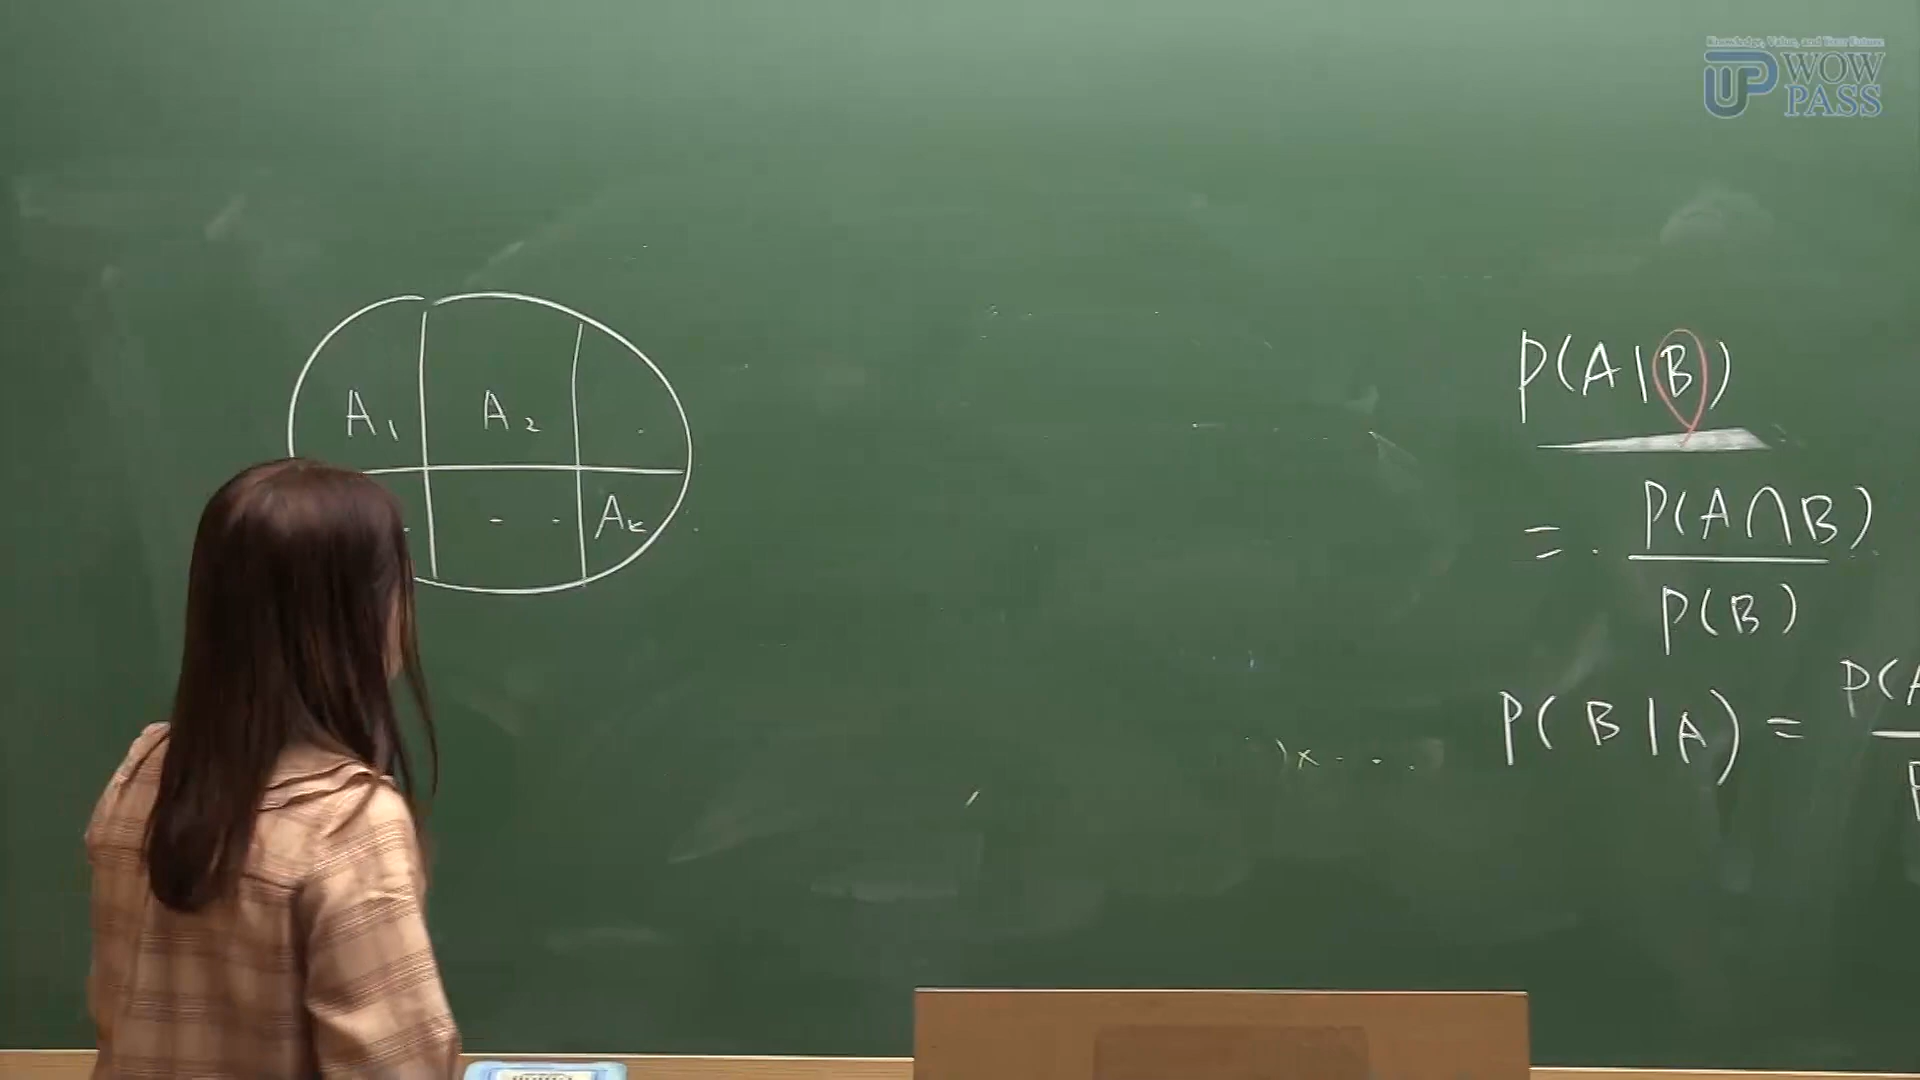 Knowledge, Value, and Your Future
UP WOW PASS
A₁ A₂ .
. - - Aₖ
P(A|B)
= . P(A∩B)
P(B)
P(B|A) = P(A
)x - - .